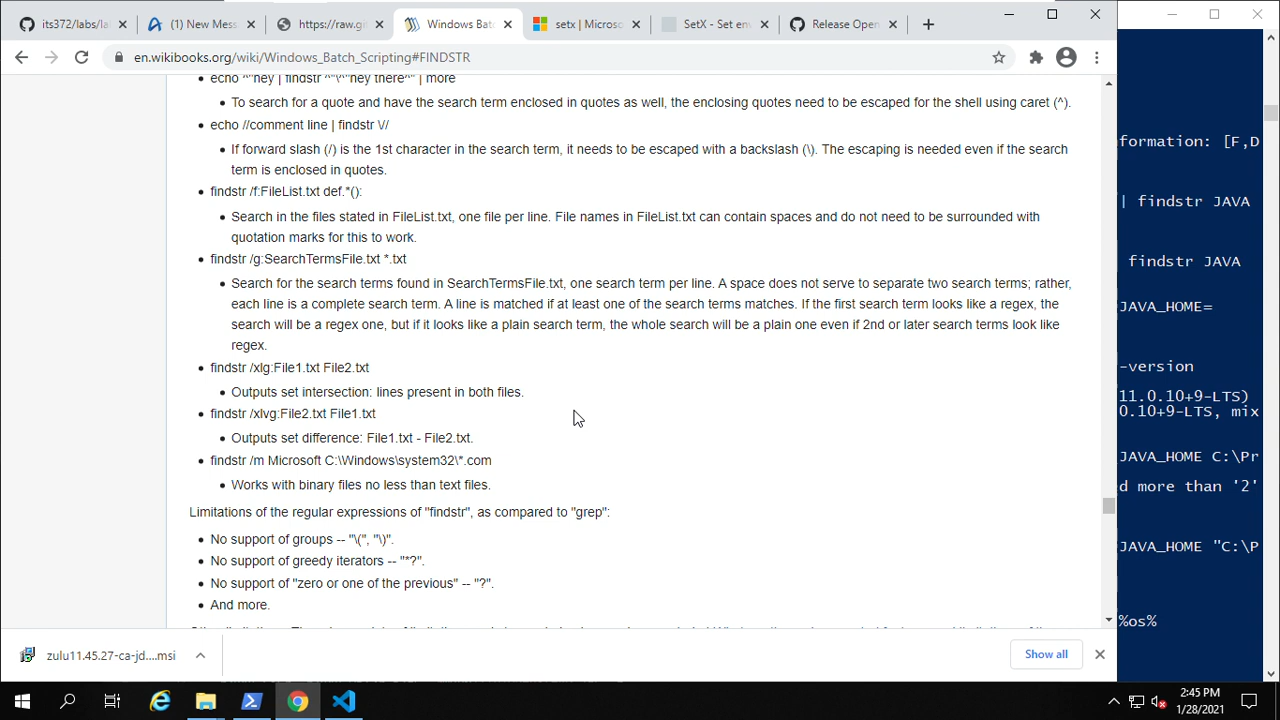 its372/labs/la
(1) New Mess
https://raw.gi
Windows Bat
setx | Microso
SetX - Set env
Release Open
en.wikibooks.org/wiki/Windows_Batch_Scripting#FINDSTR
To search for a quote and have the search term enclosed in quotes as well, the enclosing quotes need to be escaped for the shell using caret (^).
echo //comment line | findstr \//
If forward slash (/) is the 1st character in the search term, it needs to be escaped with a backslash (\). The escaping is needed even if the search
term is enclosed in quotes.
findstr /f:FileList.txt def.*():
Search in the files stated in FileList.txt, one file per line. File names in FileList.txt can contain spaces and do not need to be surrounded with
quotation marks for this to work.
findstr /g:SearchTermsFile.txt *.txt
Search for the search terms found in SearchTermsFile.txt, one search term per line. A space does not serve to separate two search terms; rather,
each line is a complete search term. A line is matched if at least one of the search terms matches. If the first search term looks like a regex, the
search will be a regex one, but if it looks like a plain search term, the whole search will be a plain one even if 2nd or later search terms look like
regex.
findstr /xlg:File1.txt File2.txt
Outputs set intersection: lines present in both files.
findstr /xlvg:File2.txt File1.txt
Outputs set difference: File1.txt - File2.txt.
findstr /m Microsoft C:\Windows\system32\*.com
Works with binary files no less than text files.
Limitations of the regular expressions of "findstr", as compared to "grep":
No support of groups -- "\(", "\)".
No support of greedy iterators -- "*?".
No support of "zero or one of the previous" -- "?".
And more.
formation: [F,D
| findstr JAVA
findstr JAVA
JAVA_HOME=
-version
11.0.10+9-LTS)
0.10+9-LTS, mix
JAVA_HOME C:\Pr
d more than '2'
JAVA_HOME "C:\P
%os%
zulu11.45.27-ca-jd....msi
Show all
2:45 PM
1/28/2021